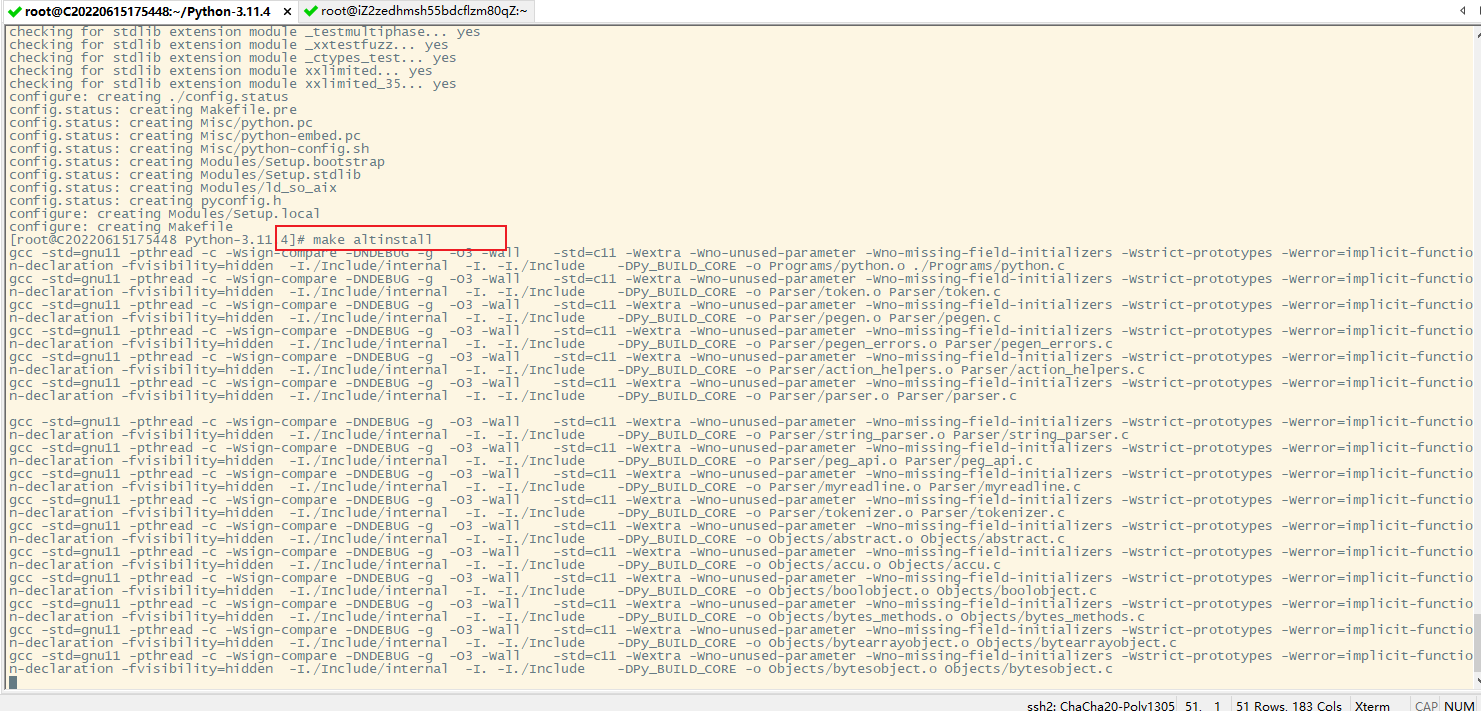 root@C20220615175448:~/Python-3.11.4 × root@iZ2zedhmsh55bdcflzm80qZ:~
checking for stdlib extension module _testmultiphase... yes
checking for stdlib extension module _xxtestfuzz... yes
checking for stdlib extension module _ctypes_test... yes
checking for stdlib extension module xxlimited... yes
checking for stdlib extension module xxlimited_35... yes
configure: creating ./config.status
config.status: creating Makefile.pre
config.status: creating Misc/python.pc
config.status: creating Misc/python-embed.pc
config.status: creating Misc/python-config.sh
config.status: creating Modules/Setup.bootstrap
config.status: creating Modules/Setup.stdlib
config.status: creating Modules/ld_so_aix
config.status: creating pyconfig.h
configure: creating Modules/Setup.local
configure: creating Makefile
[root@C20220615175448 Python-3.11.4]# make altinstall
gcc -std=gnu11 -pthread -c -Wsign-compare -DNDEBUG -g  -O3 -Wall    -std=c11 -Wextra -Wno-unused-parameter -Wno-missing-field-initializers -Wstrict-prototypes -Werror=implicit-functio
n-declaration -fvisibility=hidden  -I./Include/internal  -I. -I./Include    -DPy_BUILD_CORE -o Programs/python.o ./Programs/python.c
gcc -std=gnu11 -pthread -c -Wsign-compare -DNDEBUG -g  -O3 -Wall    -std=c11 -Wextra -Wno-unused-parameter -Wno-missing-field-initializers -Wstrict-prototypes -Werror=implicit-functio
n-declaration -fvisibility=hidden  -I./Include/internal  -I. -I./Include    -DPy_BUILD_CORE -o Parser/token.o Parser/token.c
gcc -std=gnu11 -pthread -c -Wsign-compare -DNDEBUG -g  -O3 -Wall    -std=c11 -Wextra -Wno-unused-parameter -Wno-missing-field-initializers -Wstrict-prototypes -Werror=implicit-functio
n-declaration -fvisibility=hidden  -I./Include/internal  -I. -I./Include    -DPy_BUILD_CORE -o Parser/pegen.o Parser/pegen.c
gcc -std=gnu11 -pthread -c -Wsign-compare -DNDEBUG -g  -O3 -Wall    -std=c11 -Wextra -Wno-unused-parameter -Wno-missing-field-initializers -Wstrict-prototypes -Werror=implicit-functio
n-declaration -fvisibility=hidden  -I./Include/internal  -I. -I./Include    -DPy_BUILD_CORE -o Parser/pegen_errors.o Parser/pegen_errors.c
gcc -std=gnu11 -pthread -c -Wsign-compare -DNDEBUG -g  -O3 -Wall    -std=c11 -Wextra -Wno-unused-parameter -Wno-missing-field-initializers -Wstrict-prototypes -Werror=implicit-functio
n-declaration -fvisibility=hidden  -I./Include/internal  -I. -I./Include    -DPy_BUILD_CORE -o Parser/action_helpers.o Parser/action_helpers.c
gcc -std=gnu11 -pthread -c -Wsign-compare -DNDEBUG -g  -O3 -Wall    -std=c11 -Wextra -Wno-unused-parameter -Wno-missing-field-initializers -Wstrict-prototypes -Werror=implicit-functio
n-declaration -fvisibility=hidden  -I./Include/internal  -I. -I./Include    -DPy_BUILD_CORE -o Parser/parser.o Parser/parser.c
gcc -std=gnu11 -pthread -c -Wsign-compare -DNDEBUG -g  -O3 -Wall    -std=c11 -Wextra -Wno-unused-parameter -Wno-missing-field-initializers -Wstrict-prototypes -Werror=implicit-functio
n-declaration -fvisibility=hidden  -I./Include/internal  -I. -I./Include    -DPy_BUILD_CORE -o Parser/string_parser.o Parser/string_parser.c
gcc -std=gnu11 -pthread -c -Wsign-compare -DNDEBUG -g  -O3 -Wall    -std=c11 -Wextra -Wno-unused-parameter -Wno-missing-field-initializers -Wstrict-prototypes -Werror=implicit-functio
n-declaration -fvisibility=hidden  -I./Include/internal  -I. -I./Include    -DPy_BUILD_CORE -o Parser/peg_api.o Parser/peg_api.c
gcc -std=gnu11 -pthread -c -Wsign-compare -DNDEBUG -g  -O3 -Wall    -std=c11 -Wextra -Wno-unused-parameter -Wno-missing-field-initializers -Wstrict-prototypes -Werror=implicit-functio
n-declaration -fvisibility=hidden  -I./Include/internal  -I. -I./Include    -DPy_BUILD_CORE -o Parser/myreadline.o Parser/myreadline.c
gcc -std=gnu11 -pthread -c -Wsign-compare -DNDEBUG -g  -O3 -Wall    -std=c11 -Wextra -Wno-unused-parameter -Wno-missing-field-initializers -Wstrict-prototypes -Werror=implicit-functio
n-declaration -fvisibility=hidden  -I./Include/internal  -I. -I./Include    -DPy_BUILD_CORE -o Parser/tokenizer.o Parser/tokenizer.c
gcc -std=gnu11 -pthread -c -Wsign-compare -DNDEBUG -g  -O3 -Wall    -std=c11 -Wextra -Wno-unused-parameter -Wno-missing-field-initializers -Wstrict-prototypes -Werror=implicit-functio
n-declaration -fvisibility=hidden  -I./Include/internal  -I. -I./Include    -DPy_BUILD_CORE -o Objects/abstract.o Objects/abstract.c
gcc -std=gnu11 -pthread -c -Wsign-compare -DNDEBUG -g  -O3 -Wall    -std=c11 -Wextra -Wno-unused-parameter -Wno-missing-field-initializers -Wstrict-prototypes -Werror=implicit-functio
n-declaration -fvisibility=hidden  -I./Include/internal  -I. -I./Include    -DPy_BUILD_CORE -o Objects/accu.o Objects/accu.c
gcc -std=gnu11 -pthread -c -Wsign-compare -DNDEBUG -g  -O3 -Wall    -std=c11 -Wextra -Wno-unused-parameter -Wno-missing-field-initializers -Wstrict-prototypes -Werror=implicit-functio
n-declaration -fvisibility=hidden  -I./Include/internal  -I. -I./Include    -DPy_BUILD_CORE -o Objects/boolobject.o Objects/boolobject.c
gcc -std=gnu11 -pthread -c -Wsign-compare -DNDEBUG -g  -O3 -Wall    -std=c11 -Wextra -Wno-unused-parameter -Wno-missing-field-initializers -Wstrict-prototypes -Werror=implicit-functio
n-declaration -fvisibility=hidden  -I./Include/internal  -I. -I./Include    -DPy_BUILD_CORE -o Objects/bytes_methods.o Objects/bytes_methods.c
gcc -std=gnu11 -pthread -c -Wsign-compare -DNDEBUG -g  -O3 -Wall    -std=c11 -Wextra -Wno-unused-parameter -Wno-missing-field-initializers -Wstrict-prototypes -Werror=implicit-functio
n-declaration -fvisibility=hidden  -I./Include/internal  -I. -I./Include    -DPy_BUILD_CORE -o Objects/bytearrayobject.o Objects/bytearrayobject.c
gcc -std=gnu11 -pthread -c -Wsign-compare -DNDEBUG -g  -O3 -Wall    -std=c11 -Wextra -Wno-unused-parameter -Wno-missing-field-initializers -Wstrict-prototypes -Werror=implicit-functio
n-declaration -fvisibility=hidden  -I./Include/internal  -I. -I./Include    -DPy_BUILD_CORE -o Objects/bytesobject.o Objects/bytesobject.c
ssh2: ChaCha20-Poly1305 51, 1 51 Rows, 183 Cols Xterm CAP NUM